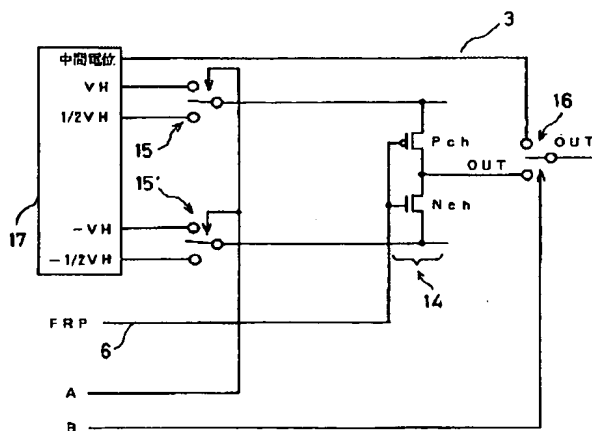 3
中間電位
VH
1/2VH
15
15'
17
-VH
-1/2VH
Pch
OUT
Nch
14
16
OUT
FRP
6
A
B